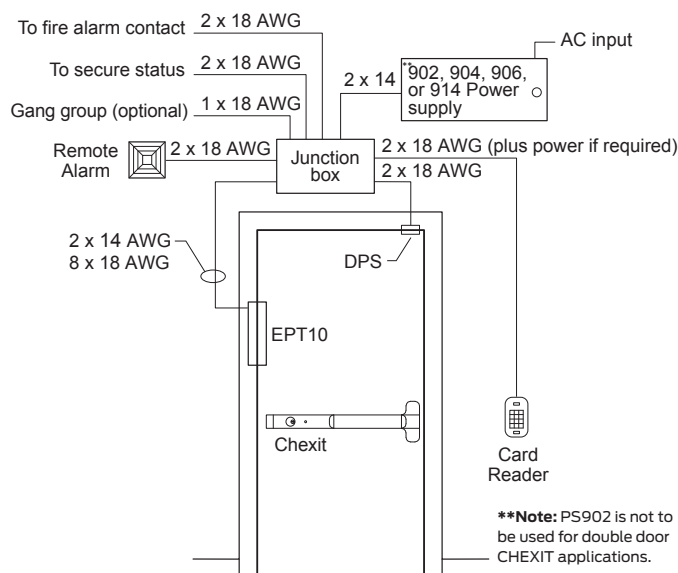 To fire alarm contact
2 x 18 AWG
AC input
To secure status
2 x 18 AWG
2 x 14
**902, 904, 906,
or 914 Power
supply
Gang group (optional)
1 x 18 AWG
Remote
Alarm
2 x 18 AWG
Junction
box
2 x 18 AWG (plus power if required)
2 x 18 AWG
2 x 14 AWG
8 x 18 AWG
DPS
EPT10
Chexit
Card
Reader
**Note: PS902 is not to
be used for double door
CHEXIT applications.